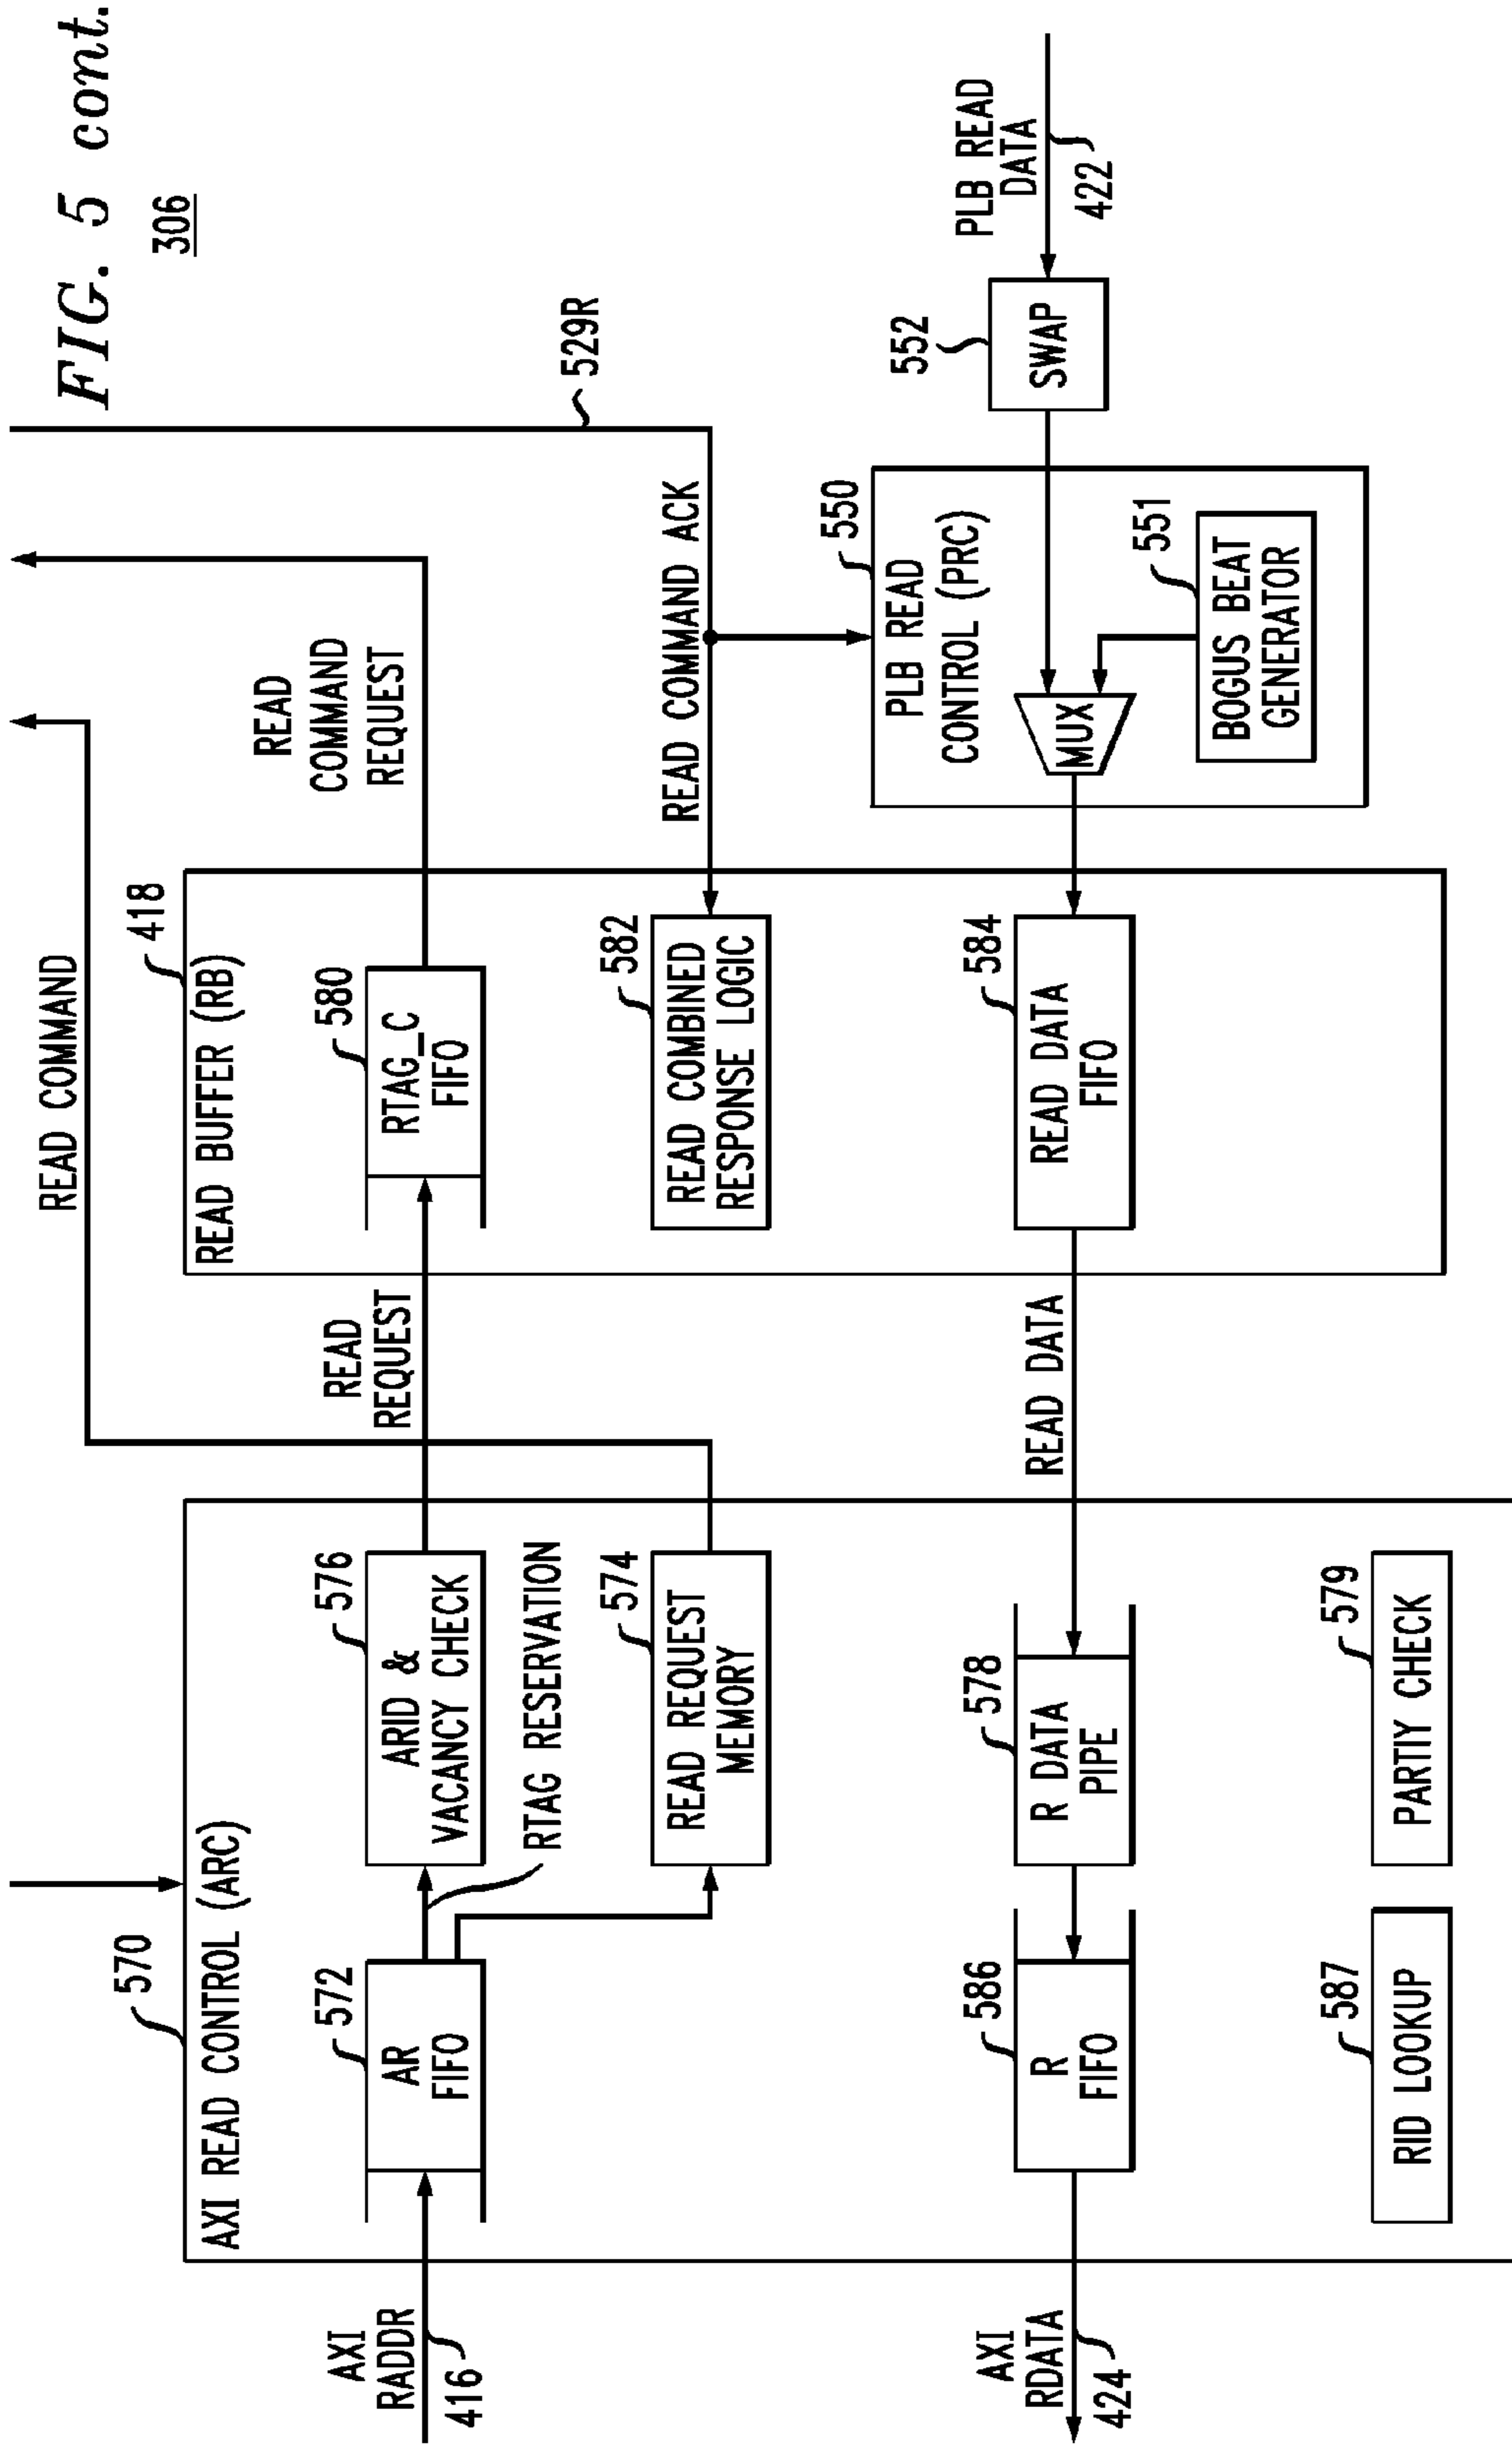 FIG. 5 cont.
306
READ COMMAND
READ
COMMAND
REQUEST
529R
570
AXI READ CONTROL (ARC)
418
READ BUFFER (RB)
AXI
RADDR
416
572
AR
FIFO
576
ARID &
VACANCY CHECK
RTAG RESERVATION
READ
REQUEST
580
RTAG_C
FIFO
574
READ REQUEST
MEMORY
582
READ COMBINED
RESPONSE LOGIC
READ COMMAND ACK
550
PLB READ
CONTROL (PRC)
552
SWAP
PLB READ
DATA
422
AXI
RDATA
424
586
R
FIFO
578
R DATA
PIPE
READ DATA
584
READ DATA
FIFO
MUX
551
BOGUS BEAT
GENERATOR
587
RID LOOKUP
579
PARTIY CHECK